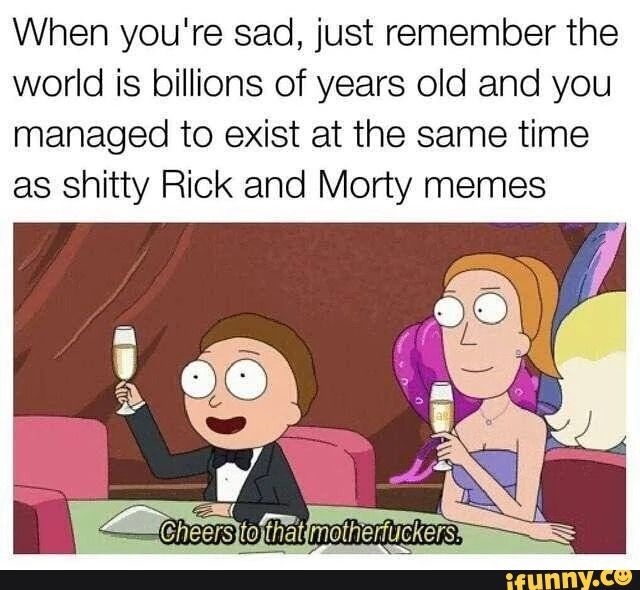 When you're sad, just remember the
world is billions of years old and you
managed to exist at the same time
as shitty Rick and Morty memes
Cheers to that motherfuckers.
ifunny.co